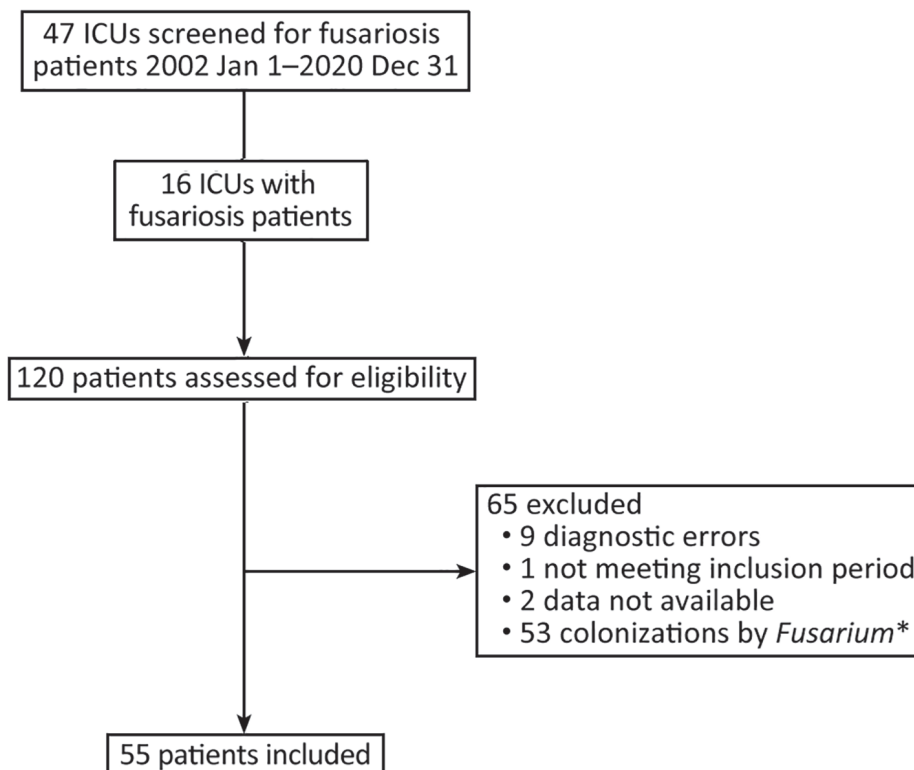 47 ICUs screened for fusariosis
patients 2002 Jan 1–2020 Dec 31
16 ICUs with
fusariosis patients
120 patients assessed for eligibility
65 excluded
• 9 diagnostic errors
• 1 not meeting inclusion period
• 2 data not available
• 53 colonizations by Fusarium*
55 patients included